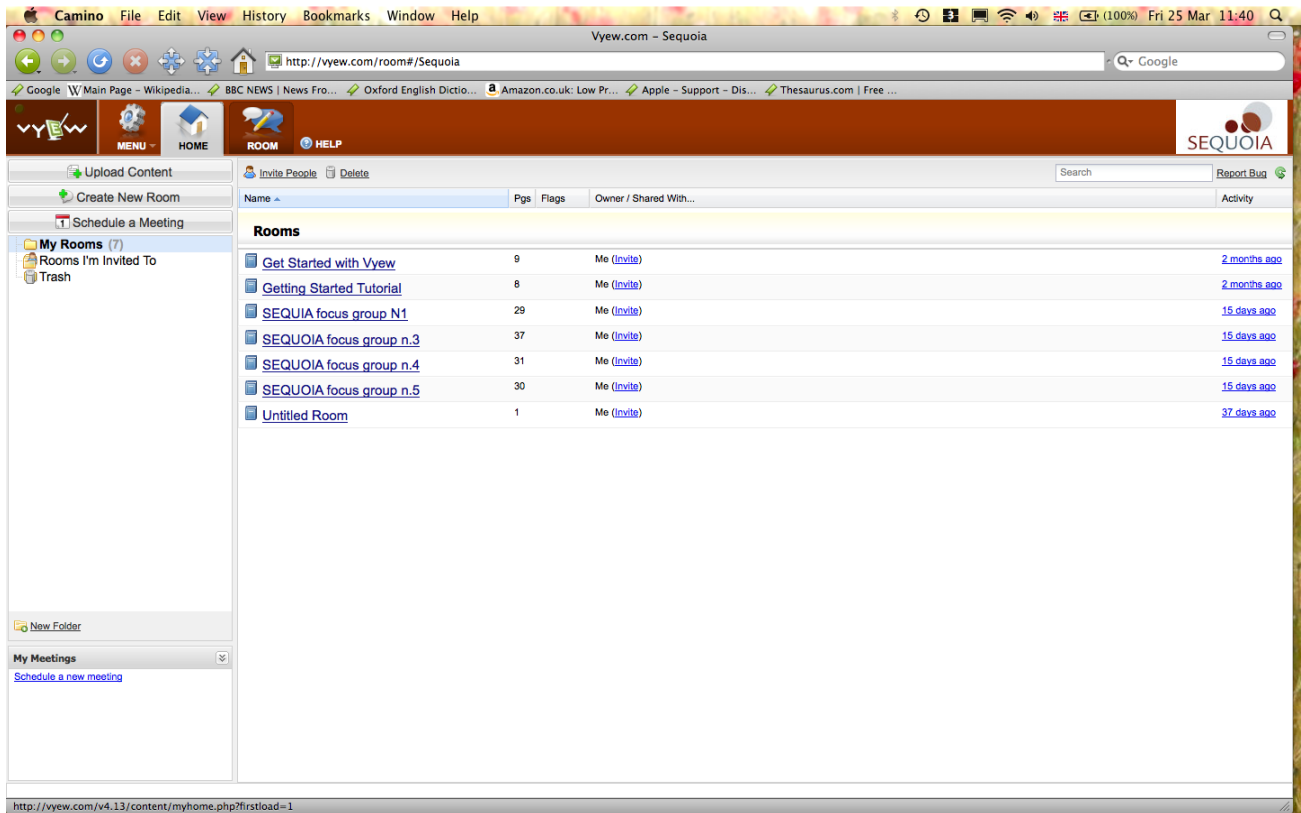 Camino File Edit View History Bookmarks Window Help 3 (100%) Fri 25 Mar 11:40
Vyew.com – Sequoia
http://vyew.com/room#/Sequoia Google
Google W Main Page – Wikipedia... BBC NEWS | News Fro... Oxford English Dictio... a Amazon.co.uk: Low Pr... Apple – Support – Dis... Thesaurus.com | Free ...
VYEW MENU HOME ROOM HELP SEQUOIA
Upload Content
Create New Room
1 Schedule a Meeting
My Rooms (7)
Rooms I'm Invited To
Trash
Invite People Delete Search Report Bug
Name Pgs Flags Owner / Shared With... Activity
Rooms
Get Started with Vyew 9 Me (Invite) 2 months ago
Getting Started Tutorial 8 Me (Invite) 2 months ago
SEQUIA focus group N1 29 Me (Invite) 15 days ago
SEQUOIA focus group n.3 37 Me (Invite) 15 days ago
SEQUOIA focus group n.4 31 Me (Invite) 15 days ago
SEQUOIA focus group n.5 30 Me (Invite) 15 days ago
Untitled Room 1 Me (Invite) 37 days ago
New Folder
My Meetings
Schedule a new meeting
http://vyew.com/v4.13/content/myhome.php?firstload=1